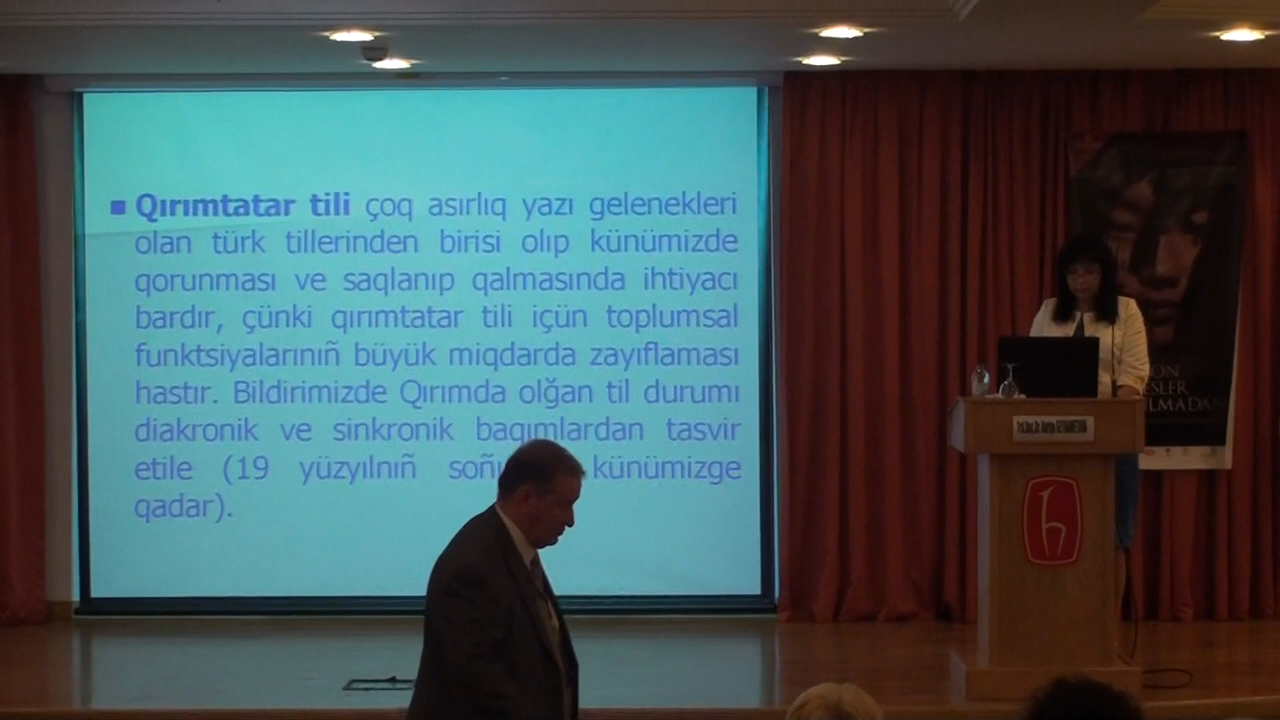 Qırımtatar tili çoq asırlıq yazı gelenekleri
olan türk tillerinden birisi olıp künümizde
qorunması ve saqlanıp qalmasında ihtiyacı
bardır, çünki qırımtatar tili içün toplumsal
funktsiyalarınıñ büyük miqdarda zayıflaması
hastır. Bildirimizde Qırımda olğan til durumı
diakronik ve sinkronik baqımlardan tasvir
etile (19 yüzyılnıñ künümizge
qadar).